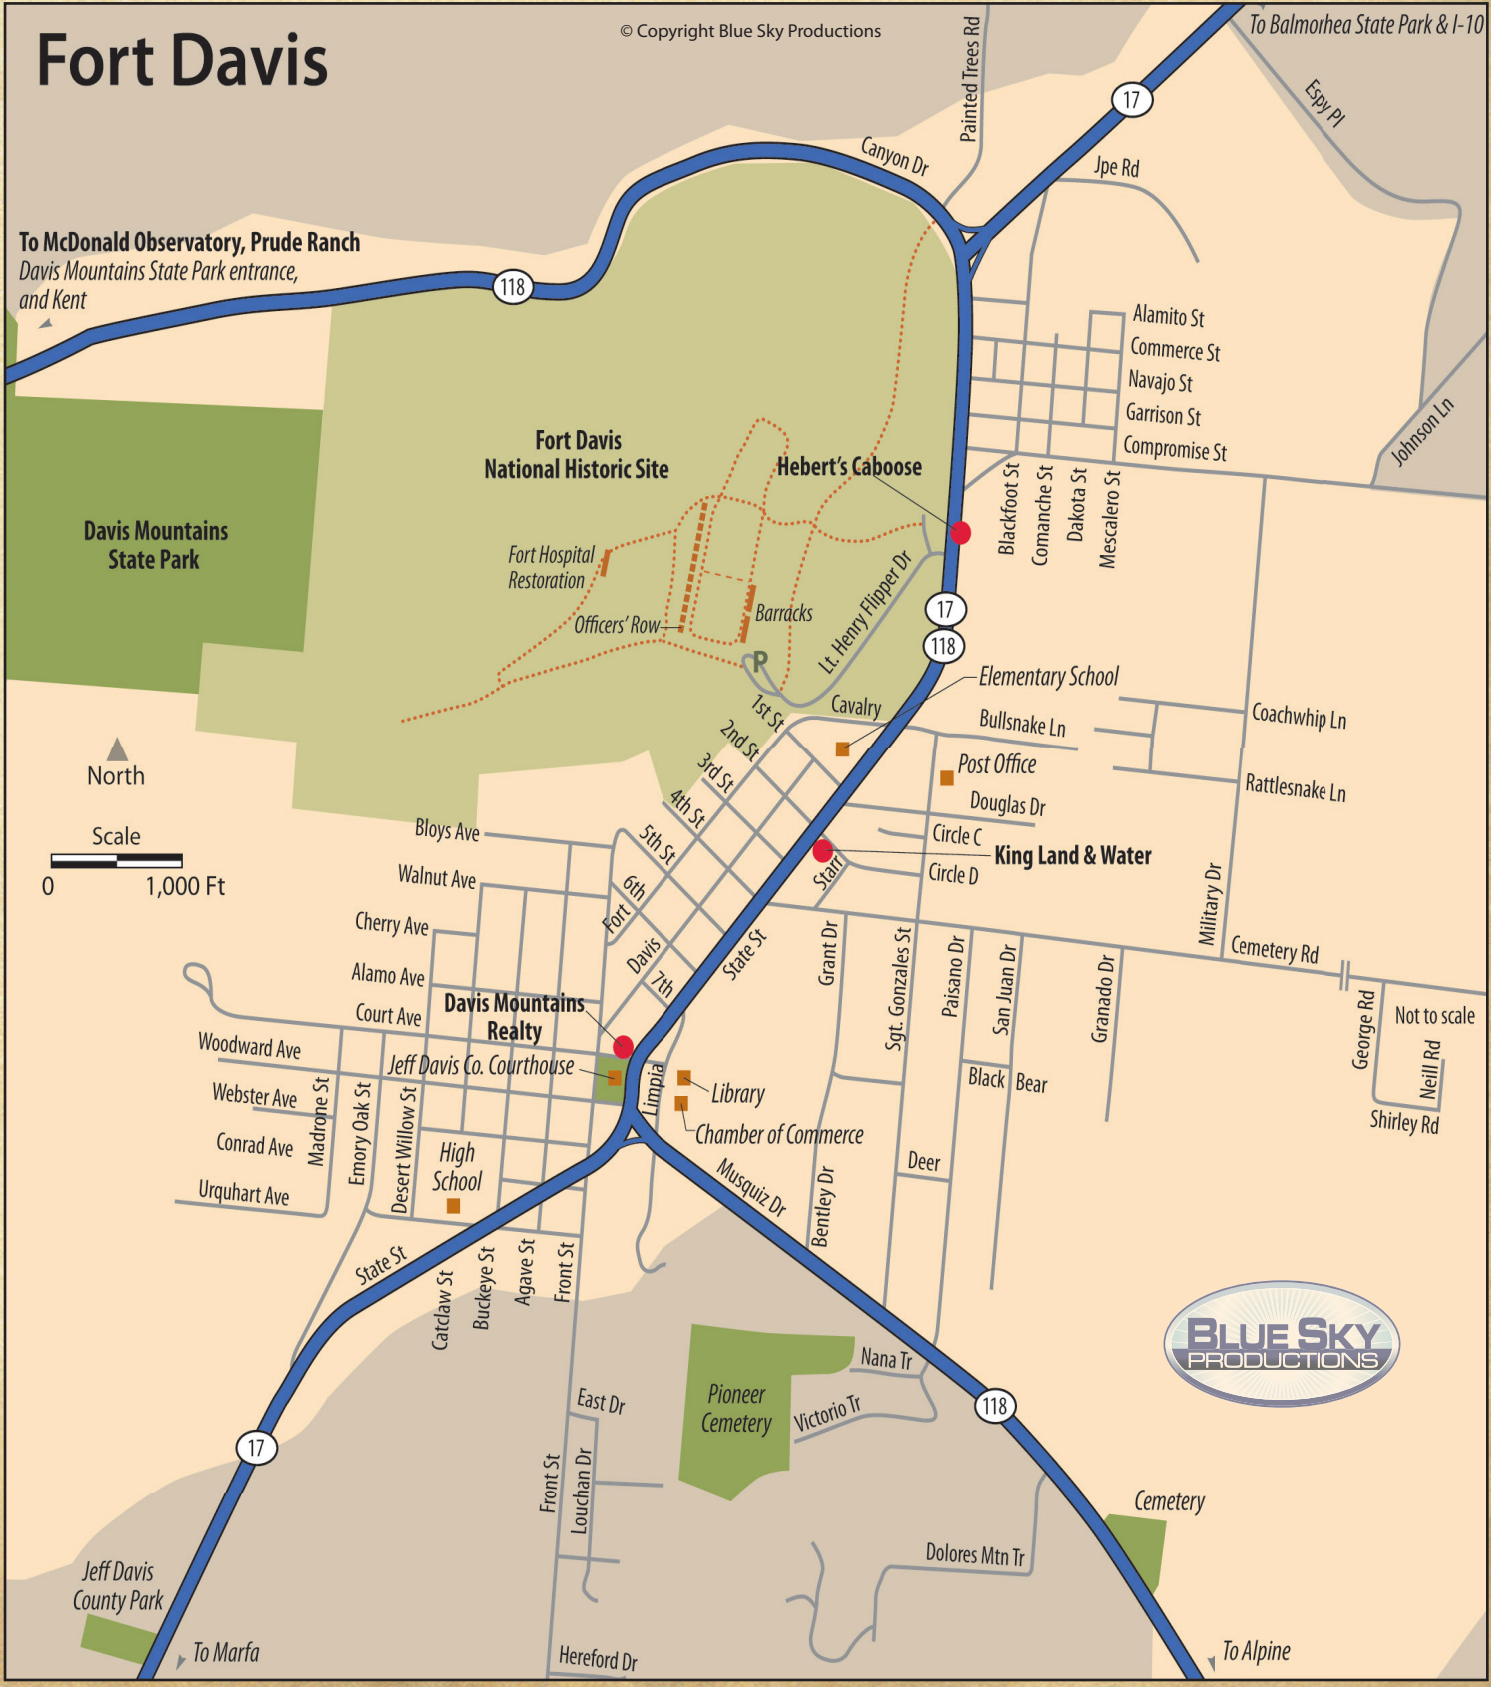 Fort Davis
© Copyright Blue Sky Productions
To Balmorhea State Park & I-10
Painted Trees Rd
Espy Pl
17
Canyon Dr
Jpe Rd
To McDonald Observatory, Prude Ranch
Davis Mountains State Park entrance,
and Kent
118
Alamito St
Commerce St
Navajo St
Garrison St
Compromise St
Johnson Ln
Fort Davis
National Historic Site
Hebert's Caboose
Davis Mountains
State Park
Blackfoot St
Comanche St
Dakota St
Mescalero St
Fort Hospital
Restoration
Officers' Row
Barracks
Lt. Henry Flipper Dr
17
118
P
Elementary School
Cavalry
Bullsnake Ln
Coachwhip Ln
1st St
2nd St
3rd St
4th St
5th St
6th
7th
Post Office
Rattlesnake Ln
Douglas Dr
North
Scale
0
1,000 Ft
Bloys Ave
Circle C
King Land & Water
Circle D
Starr
Walnut Ave
Fort
Cherry Ave
Davis
State St
Alamo Ave
Military Dr
Cemetery Rd
Grant Dr
Sgt. Gonzales St
Paisano Dr
San Juan Dr
Granado Dr
George Rd
Not to scale
Neill Rd
Shirley Rd
Davis Mountains
Realty
Court Ave
Woodward Ave
Jeff Davis Co. Courthouse
Limpia
Library
Chamber of Commerce
Black Bear
Webster Ave
Madrone St
Emory Oak St
Desert Willow St
Conrad Ave
High
School
Urquhart Ave
Deer
Musquiz Dr
Bentley Dr
State St
Catclaw St
Buckeye St
Agave St
Front St
BLUE SKY
PRODUCTIONS
Nana Tr
Victorio Tr
Pioneer
Cemetery
118
East Dr
Front St
Louchan Dr
17
Cemetery
Dolores Mtn Tr
Jeff Davis
County Park
To Marfa
Hereford Dr
To Alpine